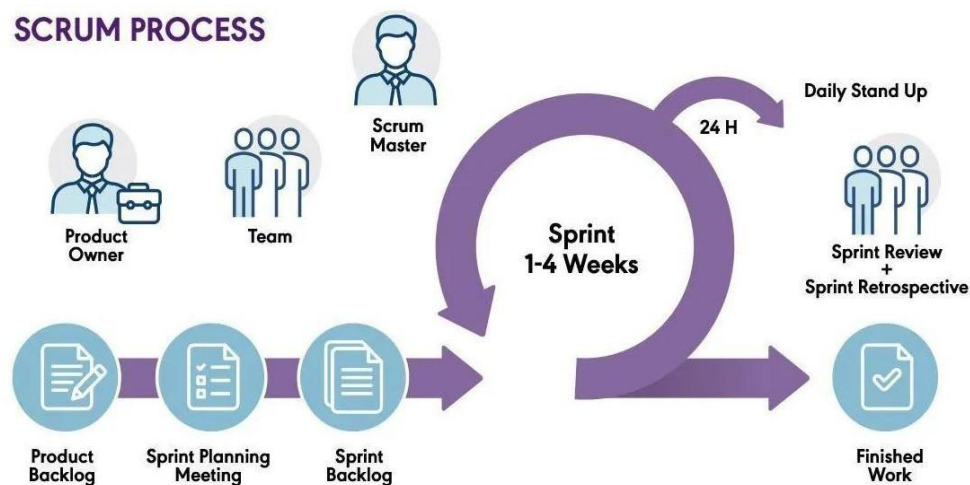 SCRUM PROCESS
Scrum
Master
Product
Owner
Team
Daily Stand Up
24 H
Sprint
1-4 Weeks
Sprint Review
+
Sprint Retrospective
Product
Backlog
Sprint Planning
Meeting
Sprint
Backlog
Finished
Work